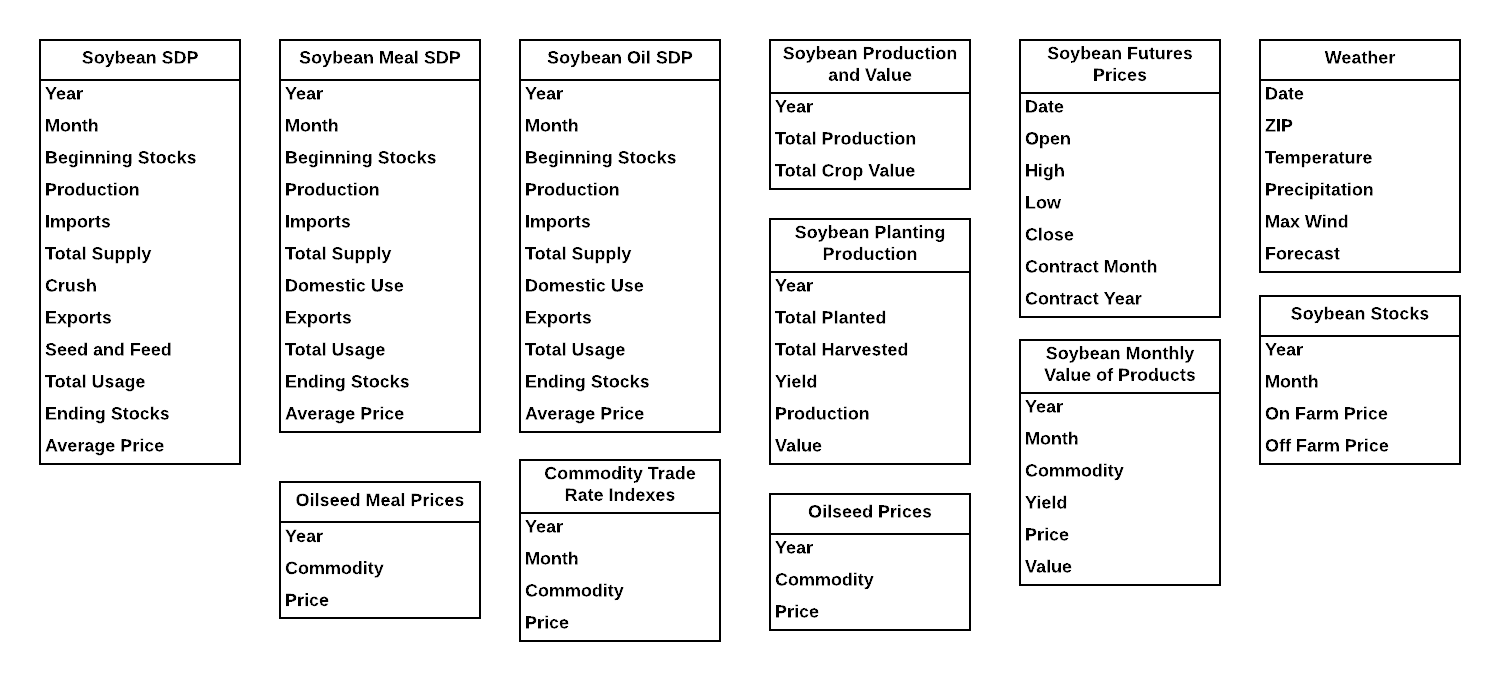 Soybean SDP
Year
Month
Beginning Stocks
Production
Imports
Total Supply
Crush
Exports
Seed and Feed
Total Usage
Ending Stocks
Average Price
Soybean Meal SDP
Year
Month
Beginning Stocks
Production
Imports
Total Supply
Domestic Use
Exports
Total Usage
Ending Stocks
Average Price
Oilseed Meal Prices
Year
Commodity
Price
Soybean Oil SDP
Year
Month
Beginning Stocks
Production
Imports
Total Supply
Domestic Use
Exports
Total Usage
Ending Stocks
Average Price
Commodity Trade
Rate Indexes
Year
Month
Commodity
Price
Soybean Production
and Value
Year
Total Production
Total Crop Value
Soybean Planting
Production
Year
Total Planted
Total Harvested
Yield
Production
Value
Oilseed Prices
Year
Commodity
Price
Soybean Futures
Prices
Date
Open
High
Low
Close
Contract Month
Contract Year
Soybean Monthly
Value of Products
Year
Month
Commodity
Yield
Price
Value
Weather
Date
ZIP
Temperature
Precipitation
Max Wind
Forecast
Soybean Stocks
Year
Month
On Farm Price
Off Farm Price